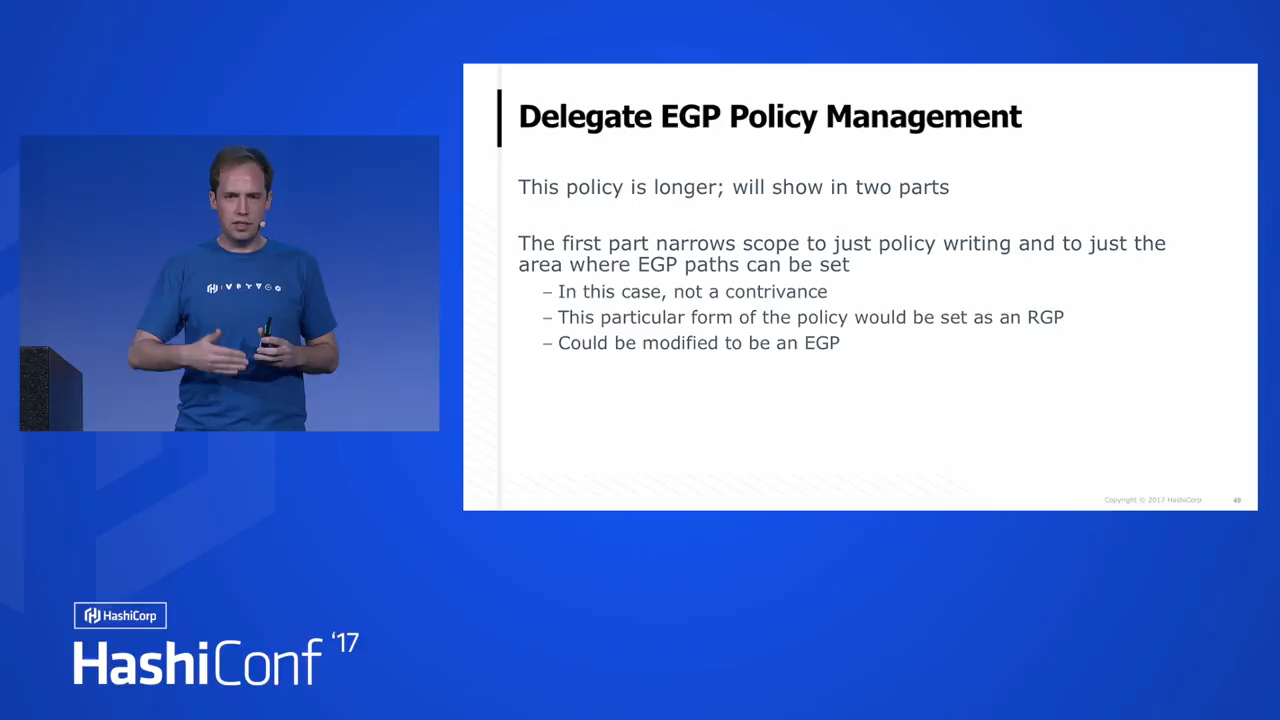 Delegate EGP Policy Management
This policy is longer; will show in two parts
The first part narrows scope to just policy writing and to just the
area where EGP paths can be set
– In this case, not a contrivance
– This particular form of the policy would be set as an RGP
– Could be modified to be an EGP
Copyright © 2017 HashiCorp
49
HashiCorp
HashiConf '17